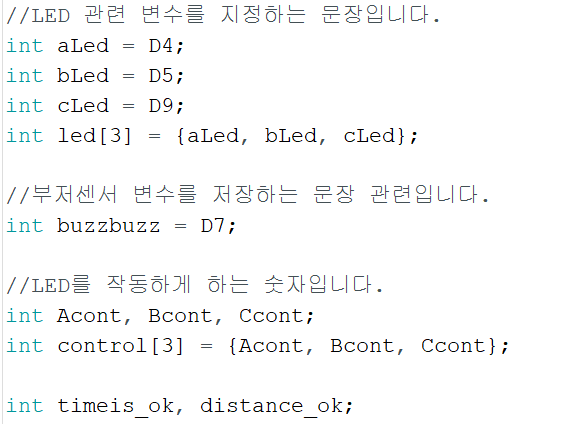 //LED 관련 변수를 지정하는 문장입니다.
int aLed = D4;
int bLed = D5;
int cLed = D9;
int led[3] = {aLed, bLed, cLed};
//부저센서 변수를 저장하는 문장 관련입니다.
int buzzbuzz = D7;
//LED를 작동하게 하는 숫자입니다.
int Acont, Bcont, Ccont;
int control[3] = {Acont, Bcont, Ccont};
int timeis_ok, distance_ok;